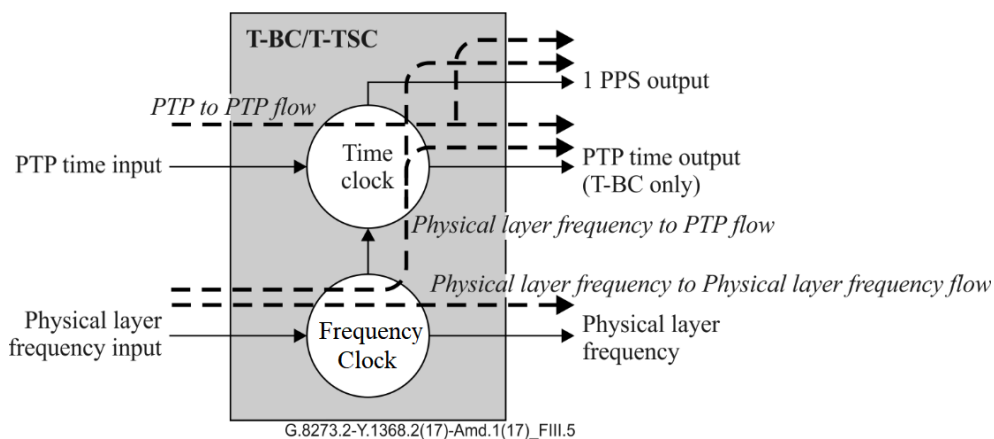 T-BC/T-TSC
1 PPS output
PTP to PTP flow
PTP time input
Time
clock
PTP time output
(T-BC only)
Physical layer frequency to PTP flow
Physical layer frequency to Physical layer frequency flow
Physical layer
frequency input
Frequency
Clock
Physical layer
frequency
G.8273.2-Y.1368.2(17)-Amd.1(17)_FIII.5